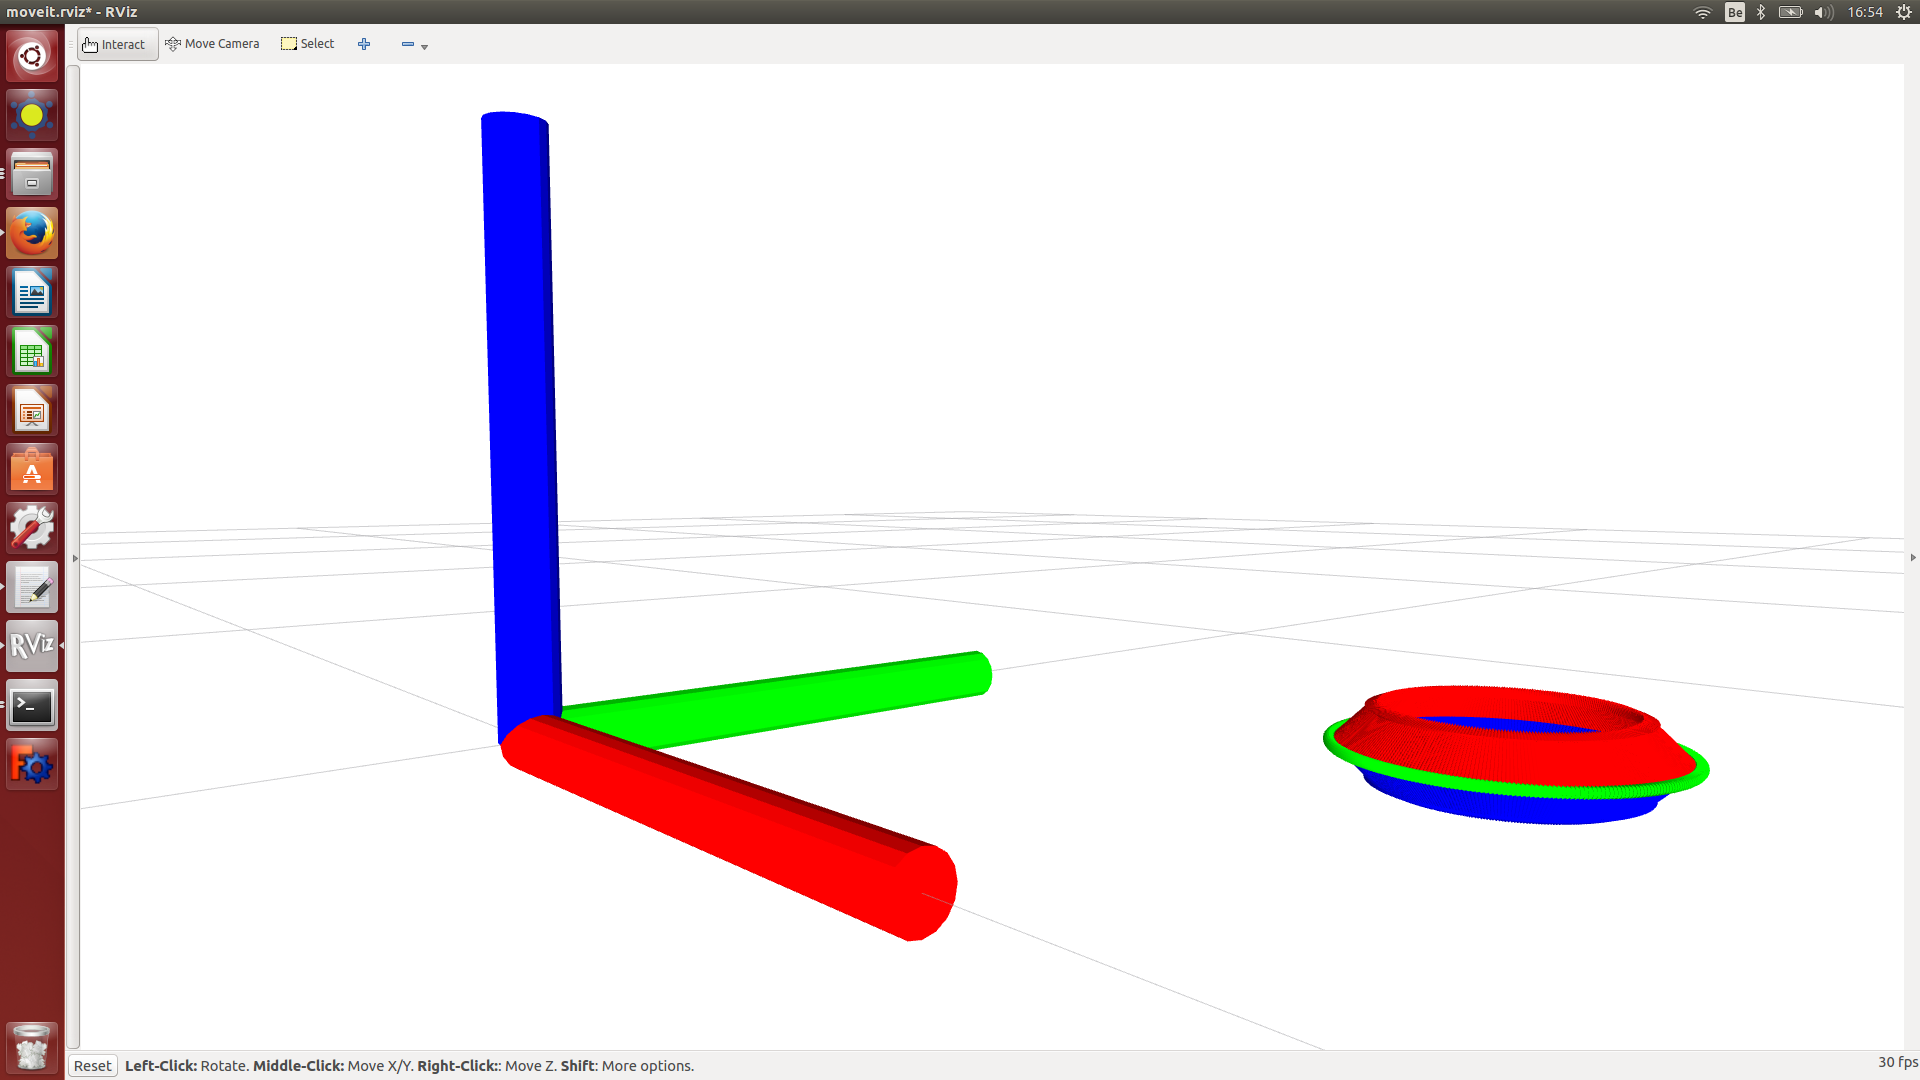 moveit.rviz* - RViz
Be
16:54
Interact
Move Camera
Select
RViz
Reset
Left-Click: Rotate. Middle-Click: Move X/Y. Right-Click:: Move Z. Shift: More options.
30 fps